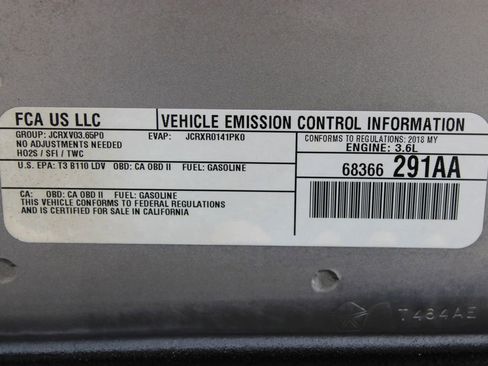 FCA US LLC
VEHICLE EMISSION CONTROL INFORMATION
GROUP: JCRXV03.65P0 EVAP: JCRXR0141PK0
NO ADJUSTMENTS NEEDED
HO2S / SFI / TWC
CONFORMS TO REGULATIONS: 2018 MY
ENGINE: 3.6L
U.S. EPA: T3 B110 LDV OBD: CA OBD II FUEL: GASOLINE
68366 291AA
CA: OBD: CA OBD II FUEL: GASOLINE
THIS VEHICLE CONFORMS TO FEDERAL REGULATIONS
AND IS CERTIFIED FOR SALE IN CALIFORNIA
T464AE